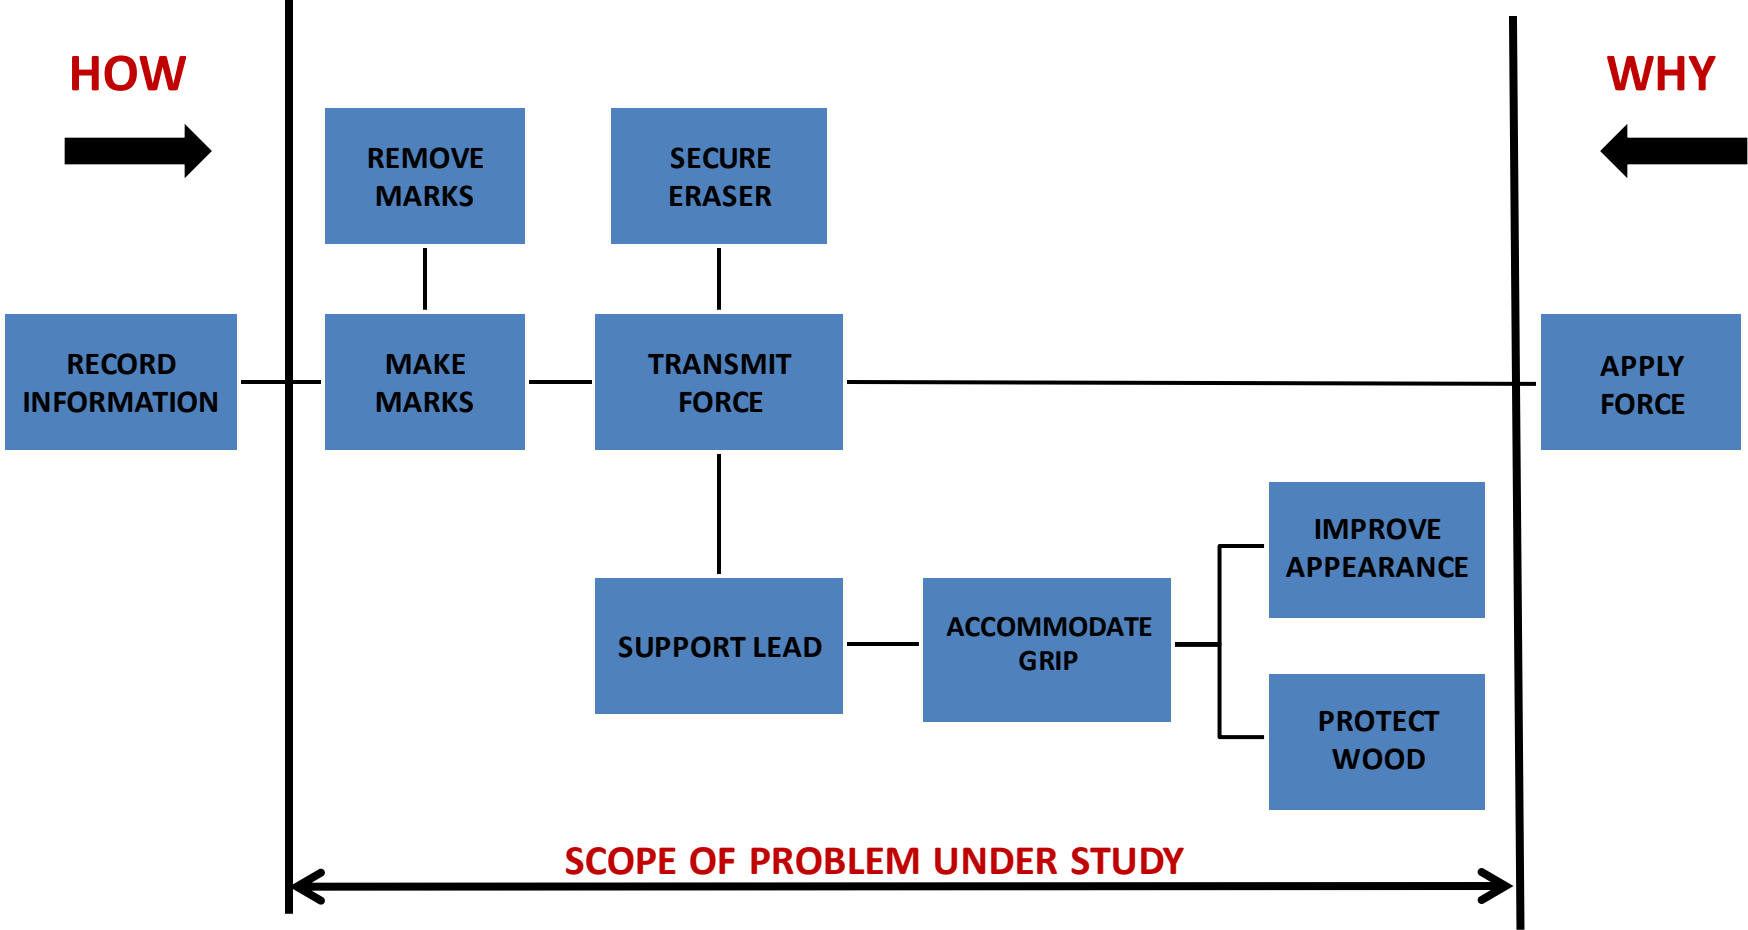 HOW
WHY
REMOVE
MARKS
SECURE
ERASER
RECORD
INFORMATION
MAKE
MARKS
TRANSMIT
FORCE
APPLY
FORCE
IMPROVE
APPEARANCE
SUPPORT LEAD
ACCOMMODATE
GRIP
PROTECT
WOOD
SCOPE OF PROBLEM UNDER STUDY